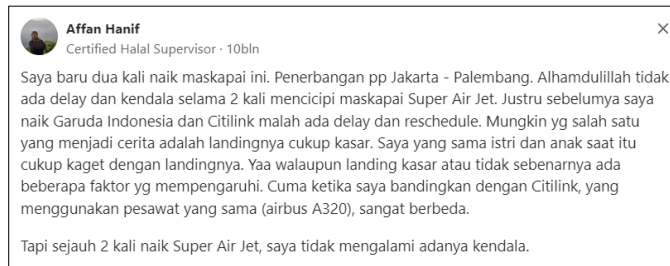 Affan Hanif
Certified Halal Supervisor · 10bln
Saya baru dua kali naik maskapai ini. Penerbangan pp Jakarta - Palembang. Alhamdulillah tidak
ada delay dan kendala selama 2 kali mencicipi maskapai Super Air Jet. Justru sebelumya saya
naik Garuda Indonesia dan Citilink malah ada delay dan reschedule. Mungkin yg salah satu
yang menjadi cerita adalah landingnya cukup kasar. Saya yang sama istri dan anak saat itu
cukup kaget dengan landingnya. Yaa walaupun landing kasar atau tidak sebenarnya ada
beberapa faktor yg mempengaruhi. Cuma ketika saya bandingkan dengan Citilink, yang
menggunakan pesawat yang sama (airbus A320), sangat berbeda.
Tapi sejauh 2 kali naik Super Air Jet, saya tidak mengalami adanya kendala.